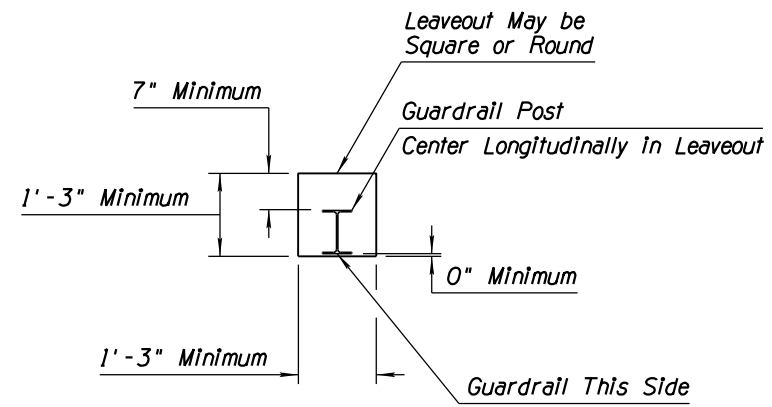 Leaveout May be
Square or Round
7" Minimum
Guardrail Post
Center Longitudinally in Leaveout
1'-3" Minimum
0" Minimum
1'-3" Minimum
Guardrail This Side